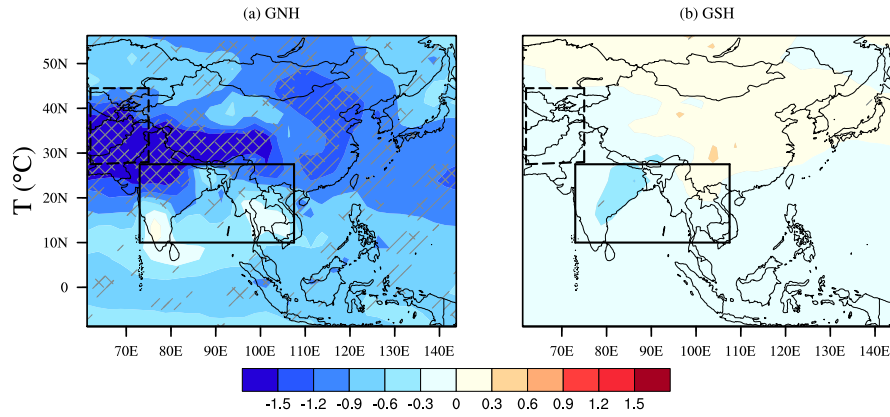 (a) GNH
(b) GSH
T (°C)
50N
40N
30N
20N
10N
0
70E 80E 90E 100E 110E 120E 130E 140E
70E 80E 90E 100E 110E 120E 130E 140E
-1.5 -1.2 -0.9 -0.6 -0.3 0 0.3 0.6 0.9 1.2 1.5